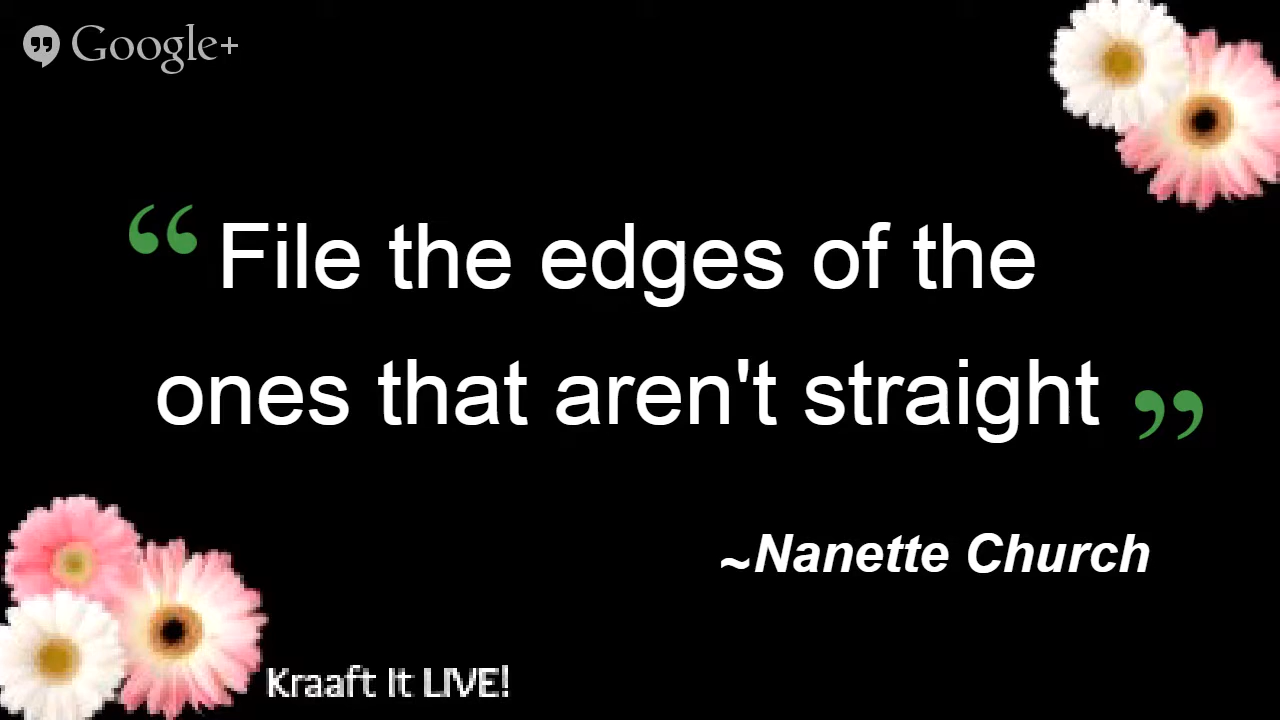 Google+
“File the edges of the
ones that aren't straight”
~Nanette Church
Kraaft It LIVE!